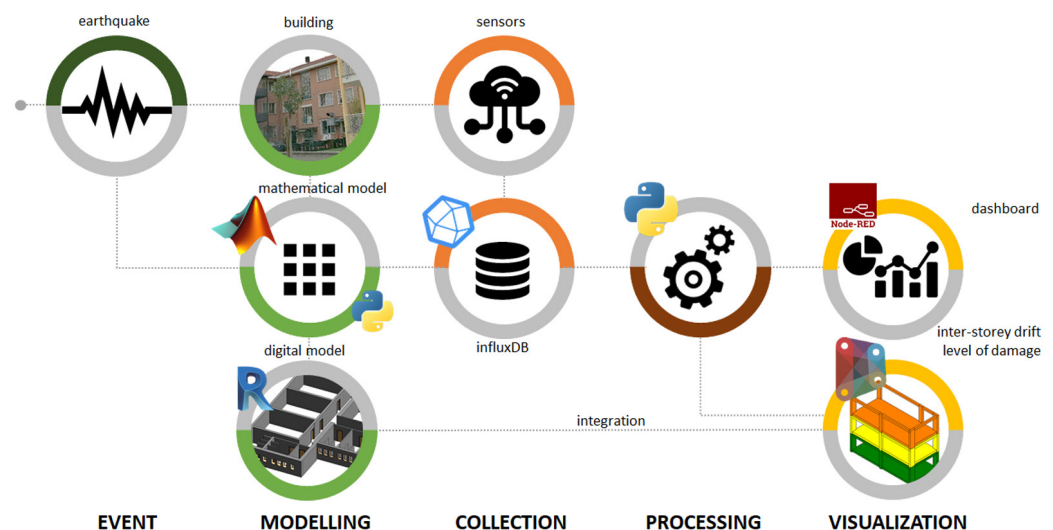 earthquake
building
sensors
mathematical model
Node-RED
dashboard
digital model
influxDB
inter-storey drift
level of damage
R
integration
EVENT
MODELLING
COLLECTION
PROCESSING
VISUALIZATION